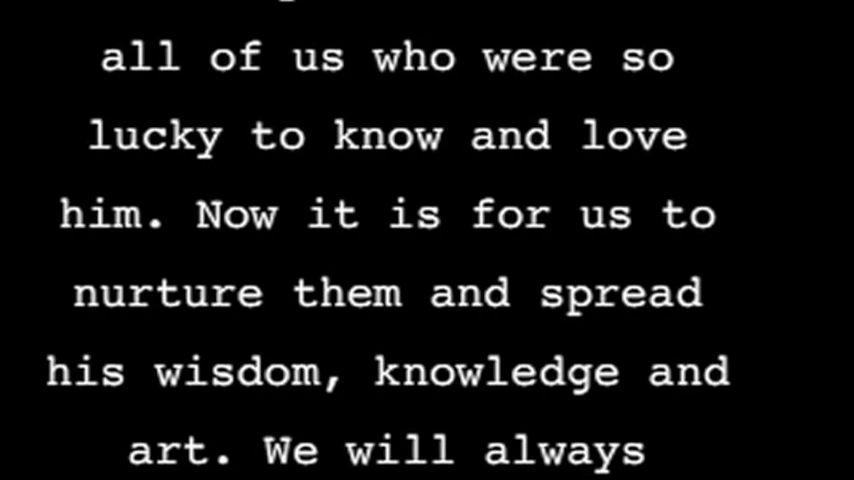 all of us who were so
lucky to know and love
him. Now it is for us to
nurture them and spread
his wisdom, knowledge and
art. We will always